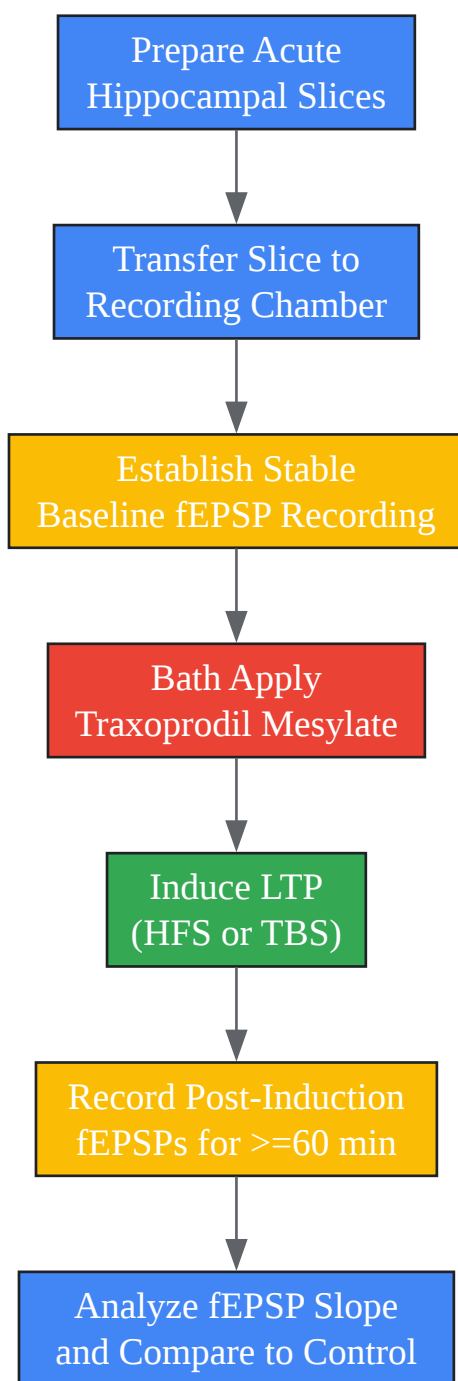 Prepare Acute
Hippocampal Slices
Transfer Slice to
Recording Chamber
Establish Stable
Baseline fEPSP Recording
Bath Apply
Traxoprodil Mesylate
Induce LTP
(HFS or TBS)
Record Post-Induction
fEPSPs for >=60 min
Analyze fEPSP Slope
and Compare to Control